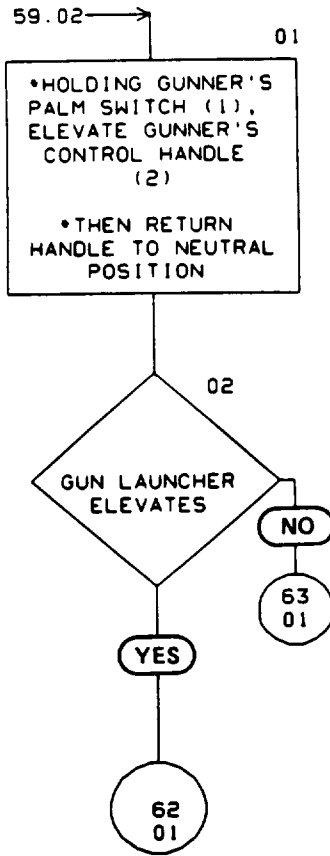 59.02
01
•HOLDING GUNNER'S
PALM SWITCH (1),
ELEVATE GUNNER'S
CONTROL HANDLE
(2)
•THEN RETURN
HANDLE TO NEUTRAL
POSITION
02
GUN LAUNCHER
ELEVATES
NO
63
01
YES
62
01